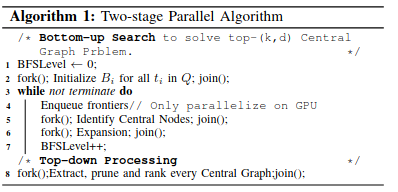 Algorithm 1: Two-stage Parallel Algorithm
/* Bottom-up Search to solve top-(k,d) Central
Graph Prblem. */
1 BFSLevel ← 0;
2 fork(); Initialize Bi for all ti in Q; join();
3 while not terminate do
4 Enqueue frontiers// Only parallelize on GPU
5 fork(); Identify Central Nodes; join();
6 fork(); Expansion; join();
7 BFSLevel++;
/* Top-down Processing */
8 fork();Extract, prune and rank every Central Graph;join();